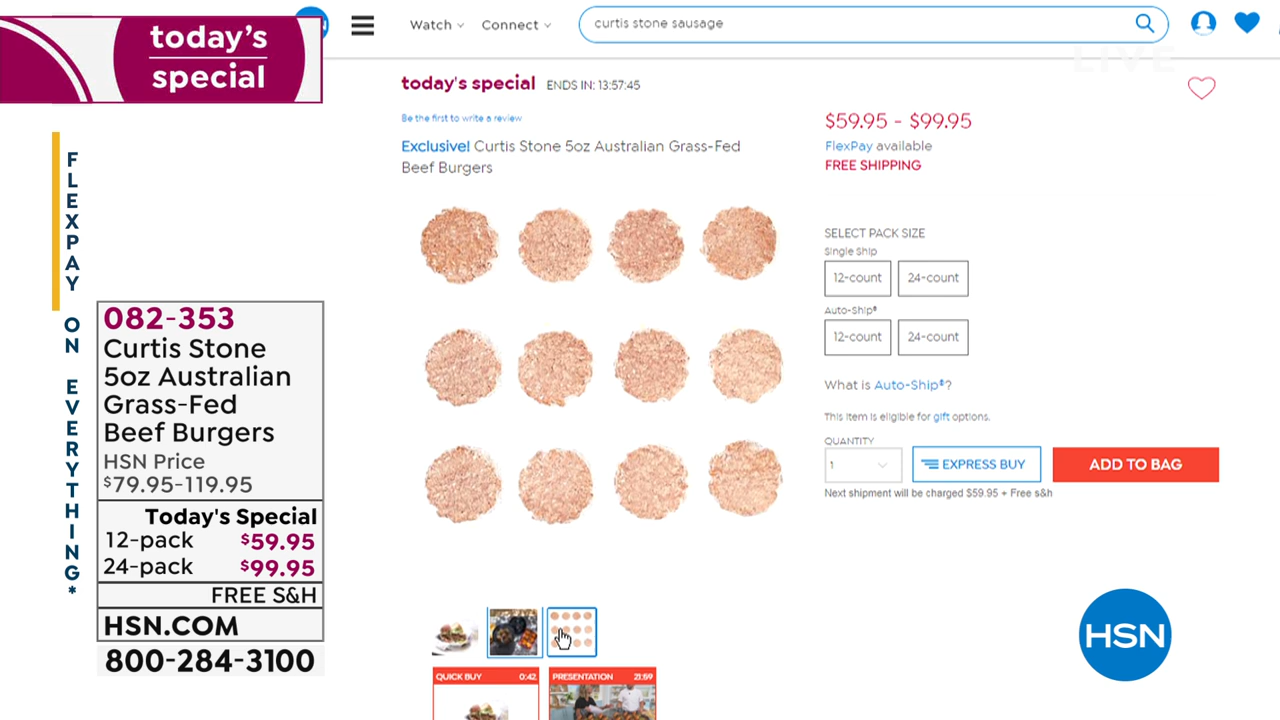 today's
special
FLEXPAY ON EVERYTHING*
082-353
Curtis Stone
5oz Australian
Grass-Fed
Beef Burgers
HSN Price
$79.95-119.95
Today's Special
12-pack $59.95
24-pack $99.95
FREE S&H
HSN.COM
800-284-3100
Watch Connect
curtis stone sausage
LIVE
today's special ENDS IN: 13:57:45
Be the first to write a review
Exclusive! Curtis Stone 5oz Australian Grass-Fed
Beef Burgers
$59.95 - $99.95
FlexPay available
FREE SHIPPING
SELECT PACK SIZE
Single Ship
12-count 24-count
Auto-Ship®
12-count 24-count
What is Auto-Ship®?
This item is eligible for gift options.
QUANTITY
1 EXPRESS BUY ADD TO BAG
Next shipment will be charged $59.95 + Free s&h
QUICK BUY 0:42 PRESENTATION 21:59
HSN